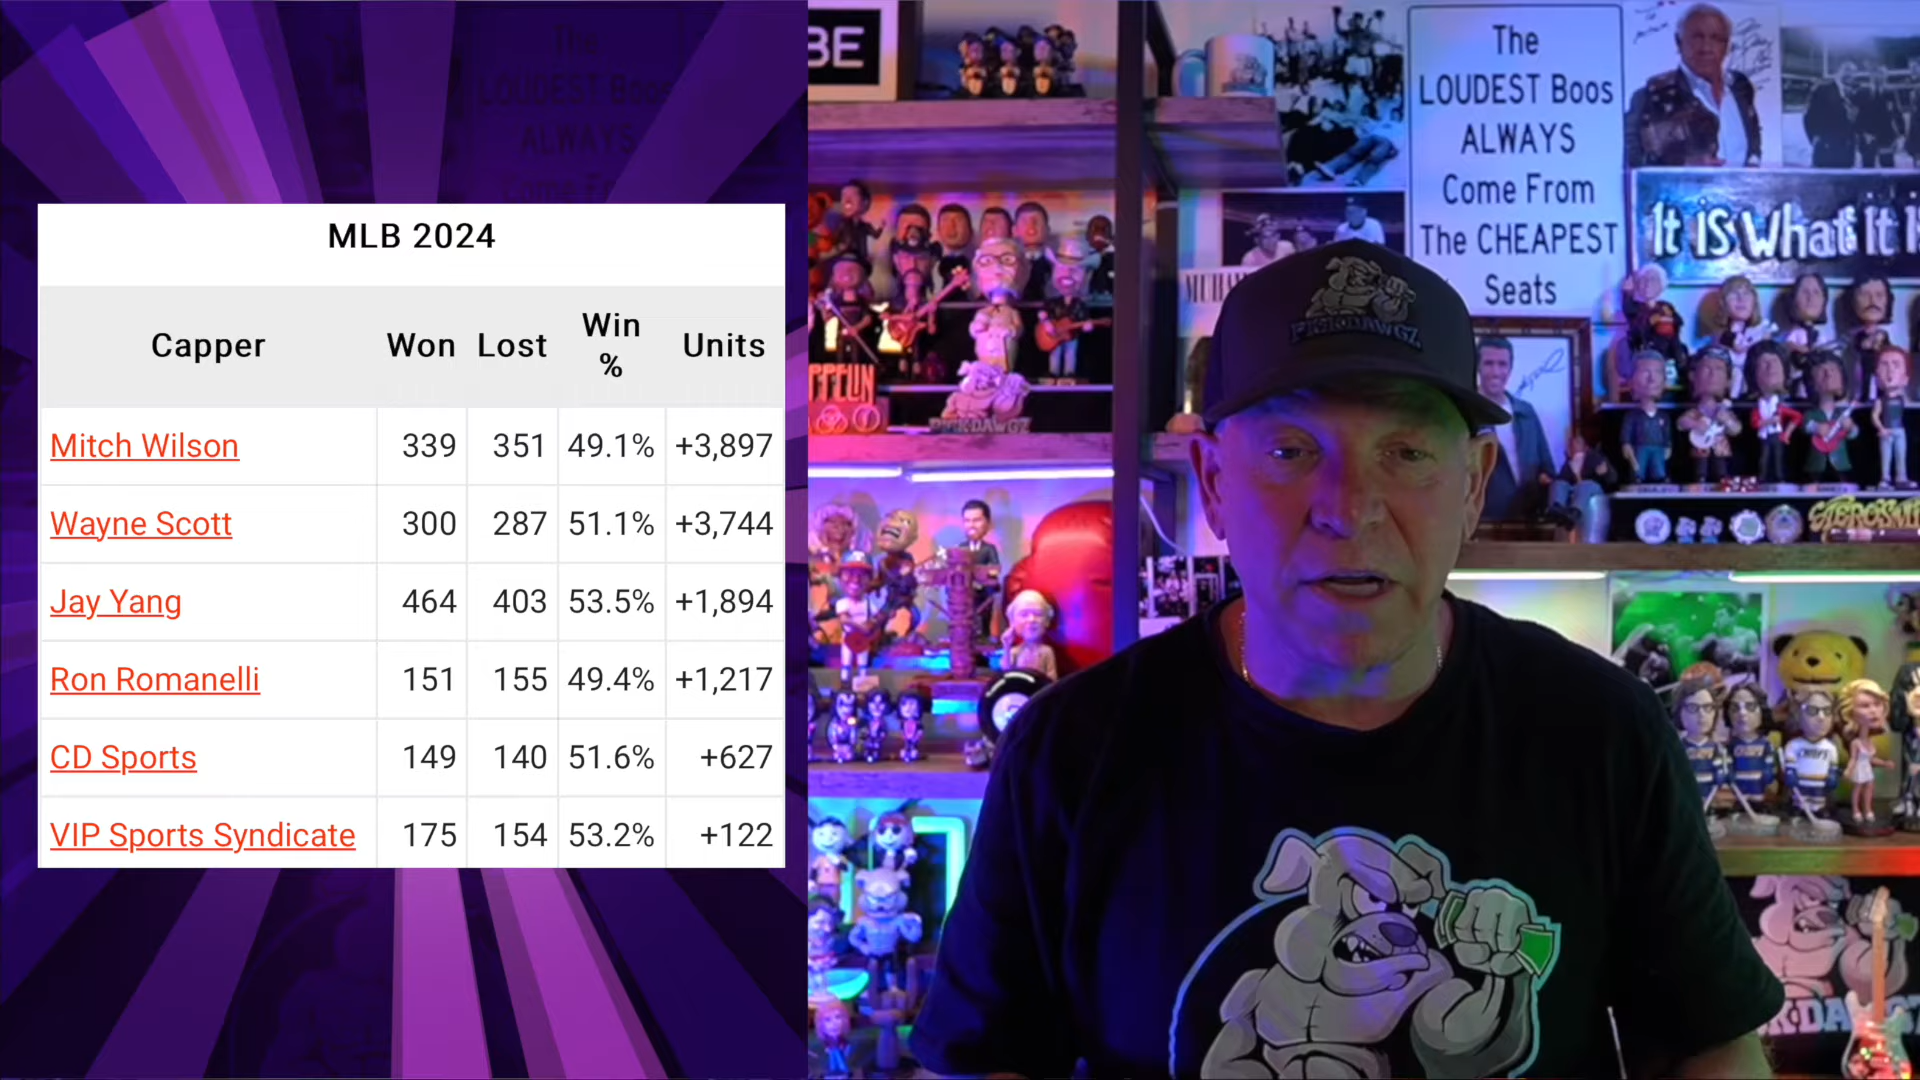 MLB 2024
Capper Won Lost Win % Units
Mitch Wilson 339 351 49.1% +3,897
Wayne Scott 300 287 51.1% +3,744
Jay Yang 464 403 53.5% +1,894
Ron Romanelli 151 155 49.4% +1,217
CD Sports 149 140 51.6% +627
VIP Sports Syndicate 175 154 53.2% +122
The
LOUDEST Boos
ALWAYS
Come From
The CHEAPEST
Seats
It is What it i
PICKDAWGZ
PICKDAWGZ